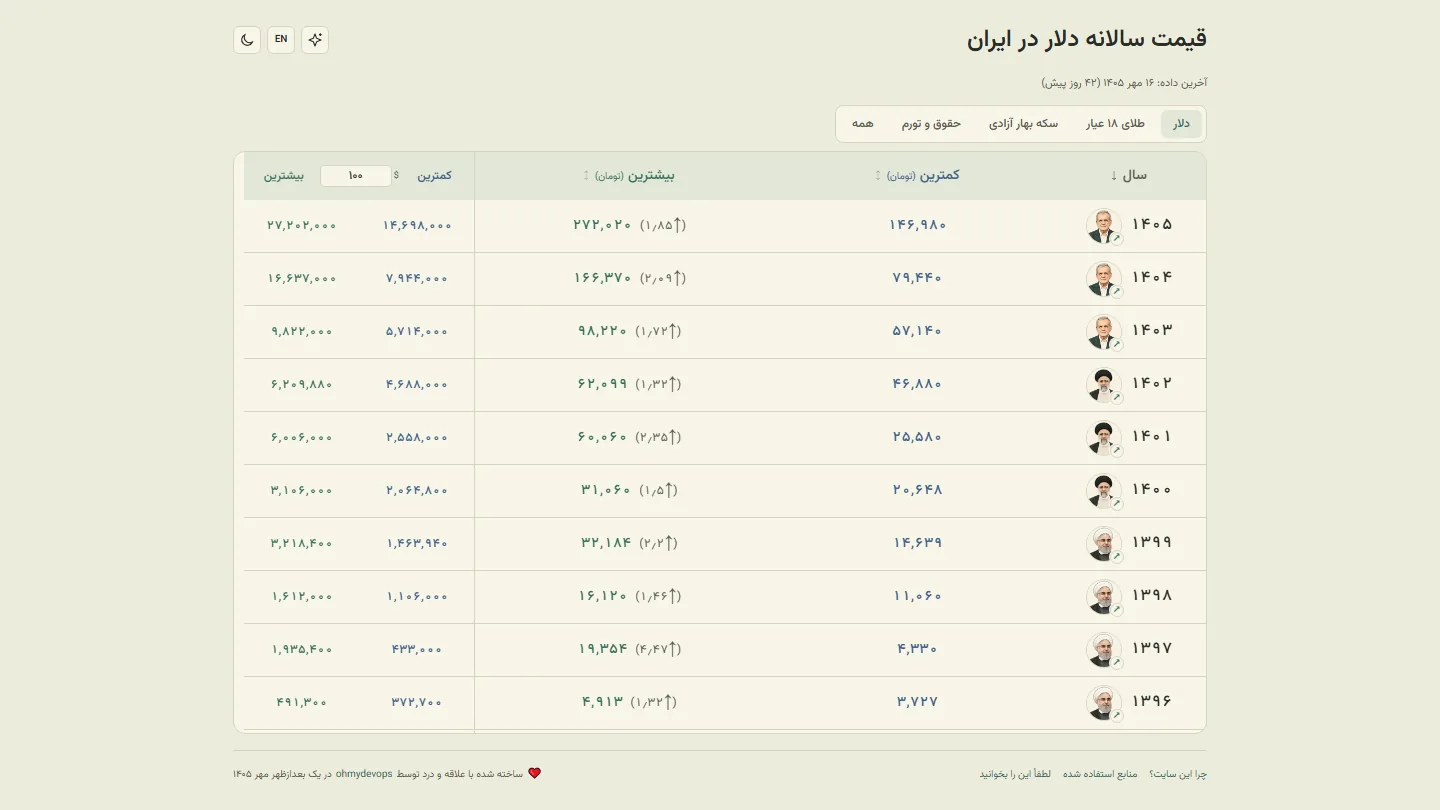 قیمت سالانه دلار در ایران
EN
آخرین داده: ۱۶ مهر ۱۴۰۵ (۴۲ روز پیش)
دلار طلای ۱۸ عیار سکه بهار آزادی حقوق و تورم همه
سال ↓ کمترین (تومان) ↕ بیشترین (تومان) ↕ کمترین $ ۱۰۰ بیشترین
۱۴۰۵ ۱۴۶,۹۸۰ ۲۷۲,۰۲۰ (۱٫۸۵↑) ۱۴,۶۹۸,۰۰۰ ۲۷,۲۰۲,۰۰۰
۱۴۰۴ ۷۹,۴۴۰ ۱۶۶,۳۷۰ (۲٫۰۹↑) ۷,۹۴۴,۰۰۰ ۱۶,۶۳۷,۰۰۰
۱۴۰۳ ۵۷,۱۴۰ ۹۸,۲۲۰ (۱٫۷۲↑) ۵,۷۱۴,۰۰۰ ۹,۸۲۲,۰۰۰
۱۴۰۲ ۴۶,۸۸۰ ۶۲,۰۹۹ (۱٫۳۲↑) ۴,۶۸۸,۰۰۰ ۶,۲۰۹,۸۸۰
۱۴۰۱ ۲۵,۵۸۰ ۶۰,۰۶۰ (۲٫۳۵↑) ۲,۵۵۸,۰۰۰ ۶,۰۰۶,۰۰۰
۱۴۰۰ ۲۰,۶۴۸ ۳۱,۰۶۰ (۱٫۵↑) ۲,۰۶۴,۸۰۰ ۳,۱۰۶,۰۰۰
۱۳۹۹ ۱۴,۶۳۹ ۳۲,۱۸۴ (۲٫۲↑) ۱,۴۶۳,۹۴۰ ۳,۲۱۸,۴۰۰
۱۳۹۸ ۱۱,۰۶۰ ۱۶,۱۲۰ (۱٫۴۶↑) ۱,۱۰۶,۰۰۰ ۱,۶۱۲,۰۰۰
۱۳۹۷ ۴,۳۳۰ ۱۹,۳۵۴ (۴٫۴۷↑) ۴۳۳,۰۰۰ ۱,۹۳۵,۴۰۰
۱۳۹۶ ۳,۷۲۷ ۴,۹۱۳ (۱٫۳۲↑) ۳۷۲,۷۰۰ ۴۹۱,۳۰۰
چرا این سایت؟ منابع استفاده شده لطفاً این را بخوانید ساخته شده با علاقه و درد توسط ohmydevops در یک بعدازظهر مهر ۱۴۰۵